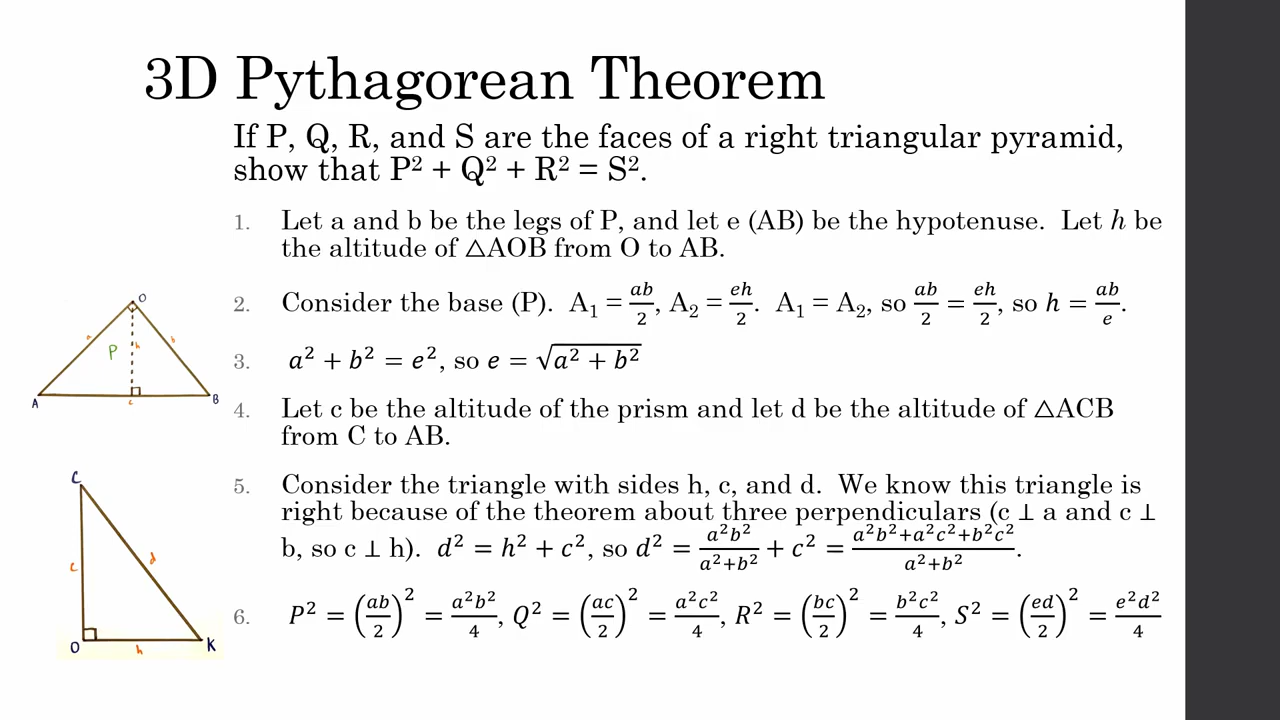 3D Pythagorean Theorem
If P, Q, R, and S are the faces of a right triangular pyramid,
show that P² + Q² + R² = S².
1. Let a and b be the legs of P, and let e (AB) be the hypotenuse. Let h be
the altitude of △AOB from O to AB.
2. Consider the base (P). A₁ = ab/2, A₂ = eh/2. A₁ = A₂, so ab/2 = eh/2, so h = ab/e.
3. a² + b² = e², so e = √(a² + b²)
4. Let c be the altitude of the prism and let d be the altitude of △ACB
from C to AB.
5. Consider the triangle with sides h, c, and d. We know this triangle is
right because of the theorem about three perpendiculars (c ⊥ a and c ⊥
b, so c ⊥ h). d² = h² + c², so d² = a²b²/(a²+b²) + c² = (a²b²+a²c²+b²c²)/(a²+b²).
6. P² = (ab/2)² = a²b²/4, Q² = (ac/2)² = a²c²/4, R² = (bc/2)² = b²c²/4, S² = (ed/2)² = e²d²/4
O
a
b
P
h
A
B
C
c
d
O
h
K